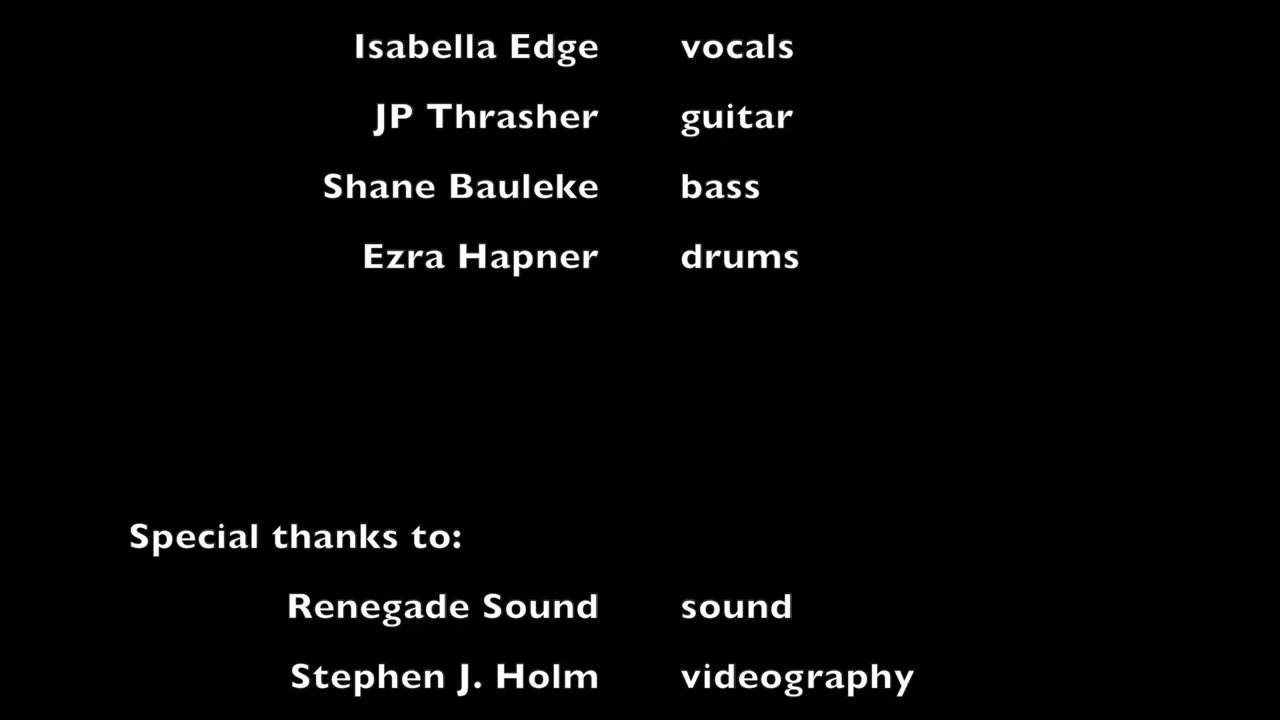 Isabella Edge vocals
JP Thrasher guitar
Shane Bauleke bass
Ezra Hapner drums
Special thanks to:
Renegade Sound sound
Stephen J. Holm videography